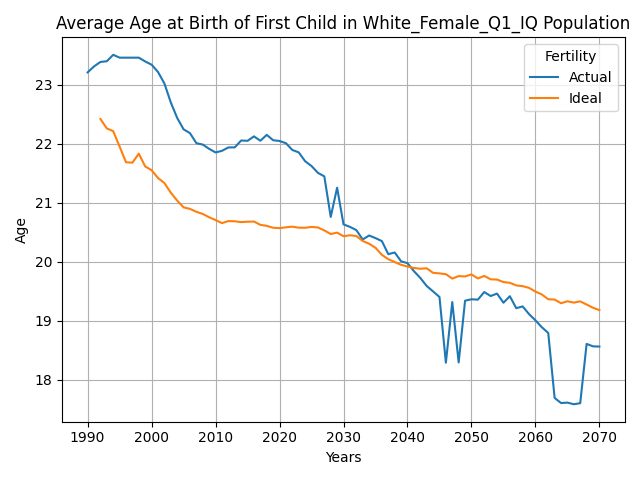 Average Age at Birth of First Child in White_Female_Q1_IQ Population
Fertility
Actual
Ideal
Age
23
22
21
20
19
18
1990
2000
2010
2020
2030
2040
2050
2060
2070
Years